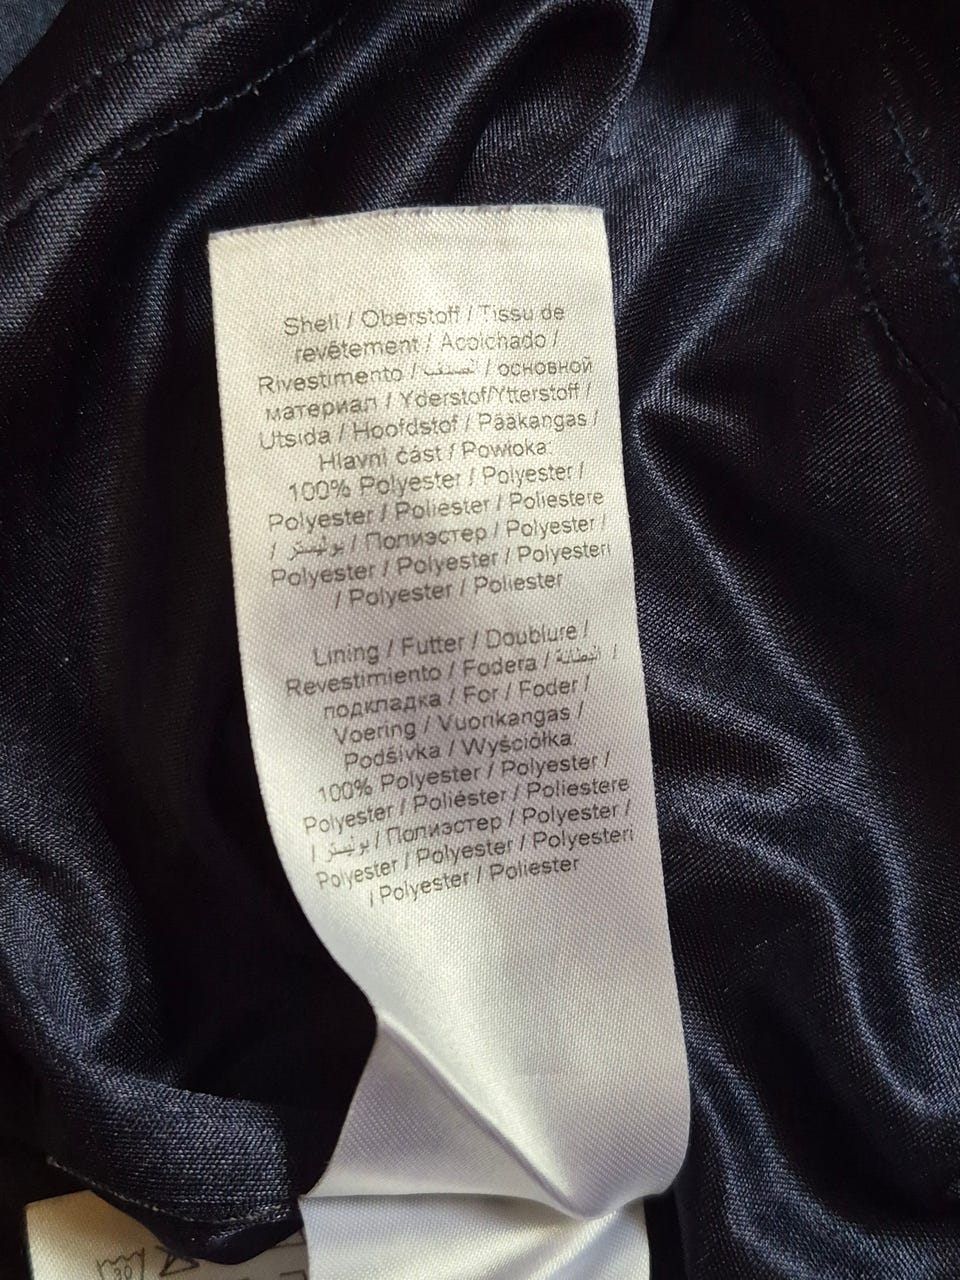 Shell / Oberstoff / Tissu de
revêtement / Acolchado /
Rivestimento / / основной
материал / Yderstof/Ytterstoff /
Utsida / Hoofdstof / Pääkangas /
Hlavní část / Powłoka:
100% Polyester / Polyester /
Polyester / Poliéster / Poliestere
/ بوليستر / Полиэстер / Polyester /
Polyester / Polyester / Polyesteri
/ Polyester / Poliester
Lining / Futter / Doublure /
Revestimiento / Fodera / البطانة /
подкладка / For / Foder /
Voering / Vuorikangas /
Podšívka / Wyściółka:
100% Polyester / Polyester /
Polyester / Poliéster / Poliestere
/ بوليستر / Полиэстер / Polyester /
Polyester / Polyester / Polyesteri
/ Polyester / Poliester
30